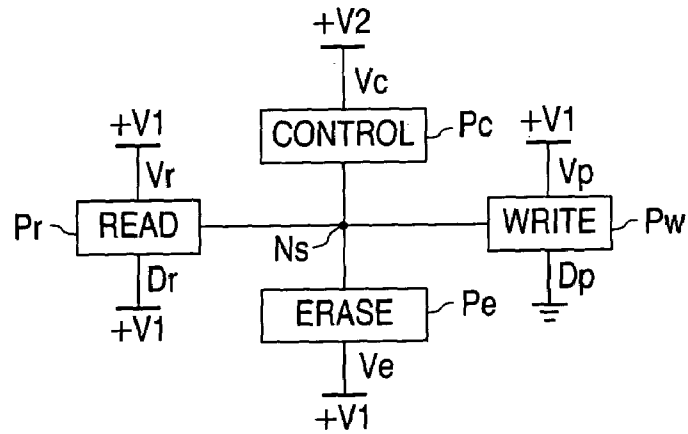 +V2
Vc
CONTROL Pc
+V1 +V1
Vr Vp
Pr READ WRITE Pw
Ns
Dr Dp
ERASE Pe
+V1
Ve
+V1